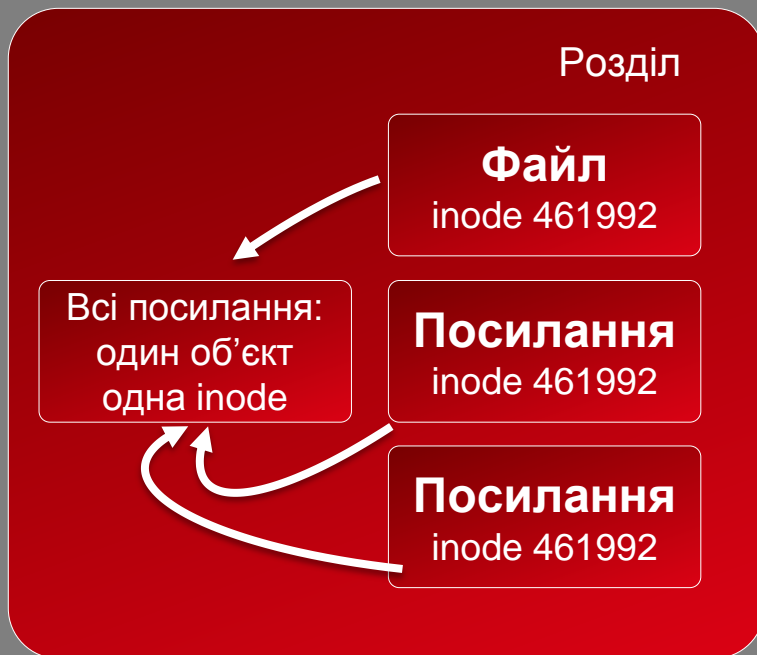 Розділ
Файл
inode 461992
Всі посилання:
один об’єкт
одна inode
Посилання
inode 461992
Посилання
inode 461992